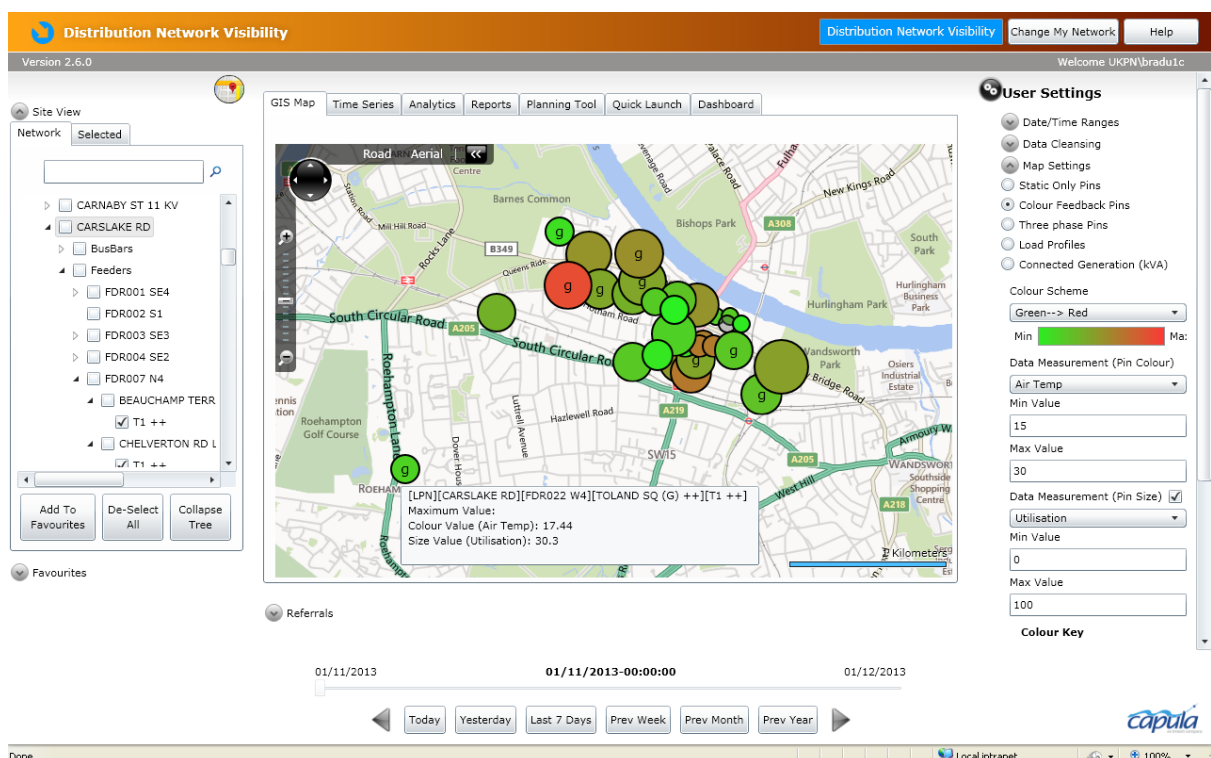 Distribution Network Visibility
Distribution Network Visibility
Change My Network
Help
Version 2.6.0
Welcome UKPN\bradu1c
Site View
Network
Selected
CARNABY ST 11 KV
CARSLAKE RD
BusBars
Feeders
FDR001 SE4
FDR002 S1
FDR003 SE3
FDR004 SE2
FDR007 N4
BEAUCHAMP TERR
T1 ++
CHELVERTON RD L
T1 ++
Add To
Favourites
De-Select
All
Collapse
Tree
Favourites
GIS Map
Time Series
Analytics
Reports
Planning Tool
Quick Launch
Dashboard
Road
Aerial
Centre
Barnes Common
Station Road
Mill Hill Road
Rocks Lane
B349
Queens Ride
Bishops Park
A308
New Kings Road
South
Park
Hurlingham
Business
Park
Hurlingham Park
South Circular Road
A205
South Circular Ro
Wandsworth
Park
Bridge Road
Osiers
Industrial
Estate
Roehampton
Golf Course
Roehampton Lane
Luttrell Avenue
Hazlewell Road
Dover Hous
A219
SW15
A205
Armoury W
WANDSWOR
Southside
Shopping
Centre
A218
West Hill
ROEHAM
g
g
g
g
g
g
g
g
g
g
[LPN][CARSLAKE RD][FDR022 W4][TOLAND SQ (G) ++][T1 ++]
Maximum Value:
Colour Value (Air Temp): 17.44
Size Value (Utilisation): 30.3
Kilometers
Referrals
01/11/2013
01/11/2013-00:00:00
01/12/2013
Today
Yesterday
Last 7 Days
Prev Week
Prev Month
Prev Year
User Settings
Date/Time Ranges
Data Cleansing
Map Settings
Static Only Pins
Colour Feedback Pins
Three phase Pins
Load Profiles
Connected Generation (kVA)
Colour Scheme
Green--> Red
Min
Ma:
Data Measurement (Pin Colour)
Air Temp
Min Value
15
Max Value
30
Data Measurement (Pin Size)
Utilisation
Min Value
0
Max Value
100
Colour Key
capula
Done
Local intranet
100%